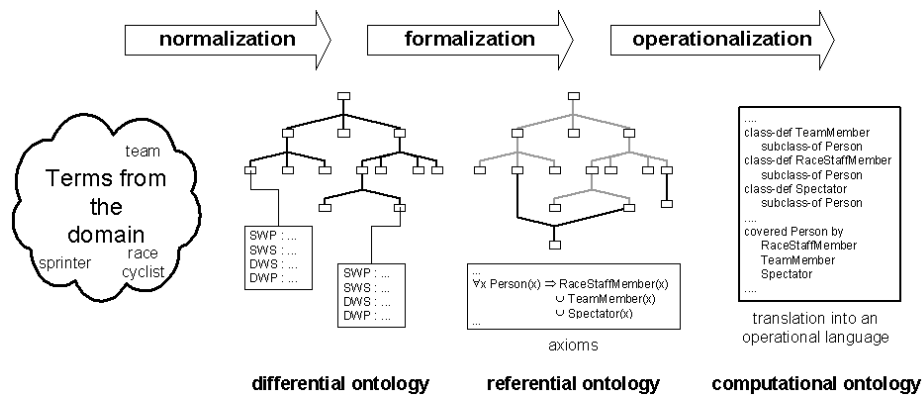 normalization
formalization
operationalization
team
Terms from
the
domain
sprinter
race
cyclist
SWP : ...
SWS : ...
DWS : ...
DWP : ...
SWP : ...
SWS : ...
DWS : ...
DWP : ...
...
∀x Person(x) ⇒ RaceStaffMember(x)
∪ TeamMember(x)
∪ Spectator(x)
...
axioms
....
class-def TeamMember
subclass-of Person
class-def RaceStaffMember
subclass-of Person
class-def Spectator
subclass-of Person
....
covered Person by
RaceStaffMember
TeamMember
Spectator
....
translation into an
operational language
differential ontology
referential ontology
computational ontology